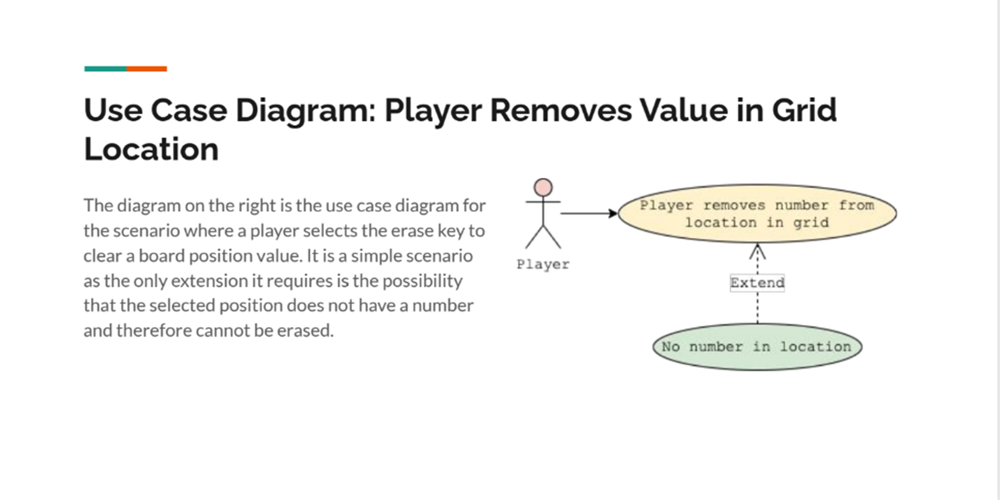 Use Case Diagram: Player Removes Value in Grid
Location
The diagram on the right is the use case diagram for
the scenario where a player selects the erase key to
clear a board position value. It is a simple scenario
as the only extension it requires is the possibility
that the selected position does not have a number
and therefore cannot be erased.
Player
Player removes number from
location in grid
Extend
No number in location